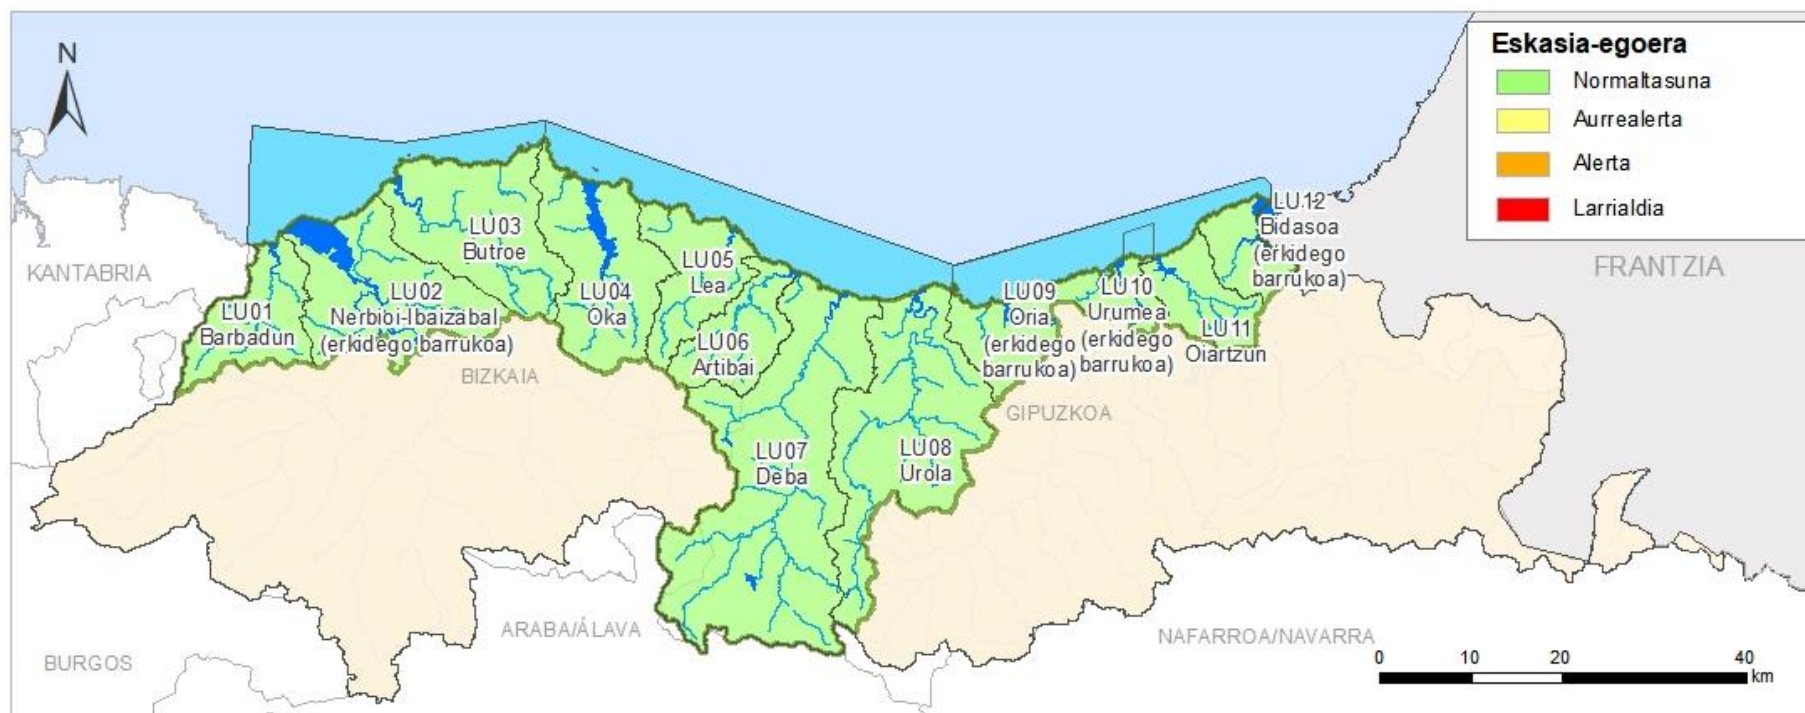 N
Eskasia-egoera
Normaltasuna
Aurrealerta
Alerta
Larrialdia
KANTABRIA
FRANTZIA
LU01
Barbadun
LU02
Nerbioi-Ibaizabal
(erkidego barrukoa)
LU03
Butroe
LU04
Oka
LU05
Lea
LU06
Artibai
LU07
Deba
LU08
Urola
LU09
Oria
(erkidego
barrukoa)
LU10
Urumea
(erkidego
barrukoa)
LU11
Oiartzun
LU12
Bidasoa
(erkidego
barrukoa)
BIZKAIA
GIPUZKOA
ARABA/ÁLAVA
NAFARROA/NAVARRA
BURGOS
0 10 20 40
km